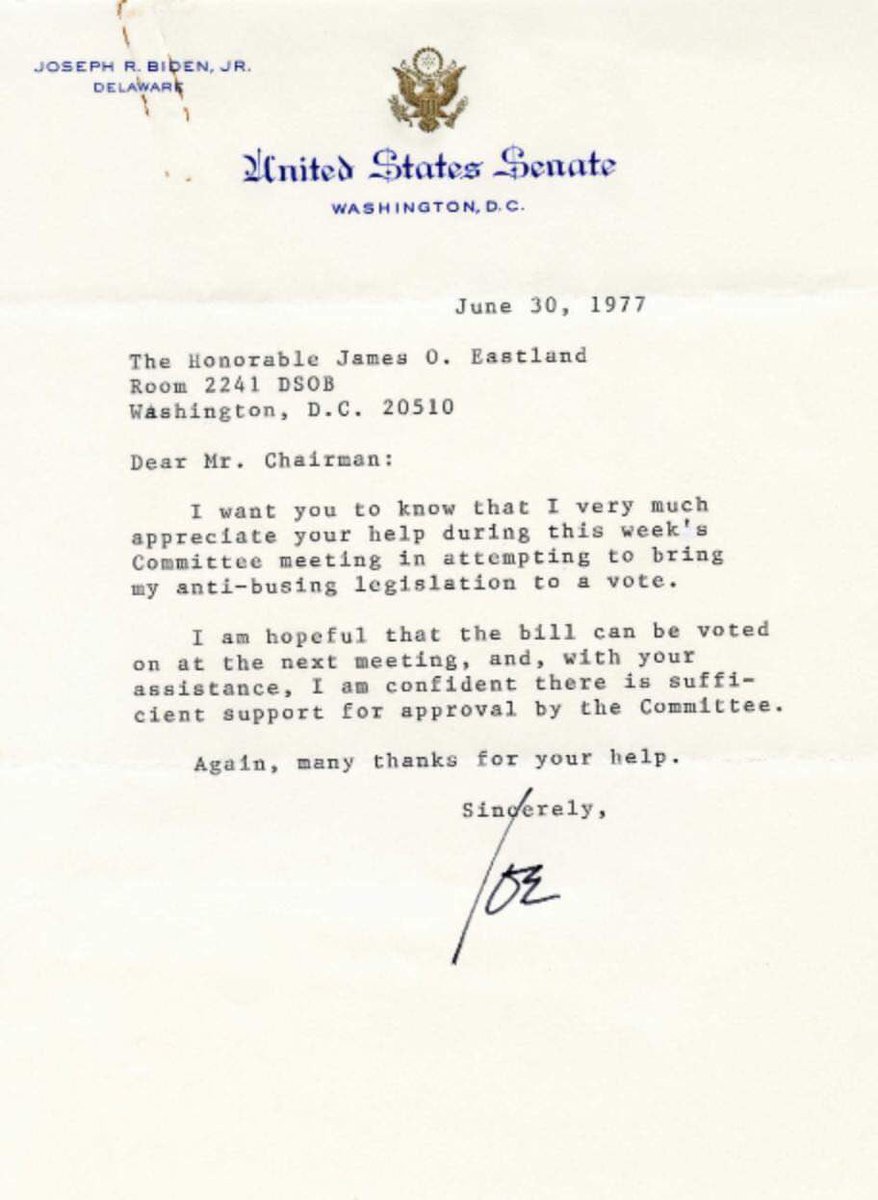 JOSEPH R. BIDEN, JR.
DELAWARE
United States Senate
WASHINGTON, D.C.
June 30, 1977
The Honorable James O. Eastland
Room 2241 DSOB
Washington, D.C. 20510
Dear Mr. Chairman:
I want you to know that I very much
appreciate your help during this week's
Committee meeting in attempting to bring
my anti-busing legislation to a vote.
I am hopeful that the bill can be voted
on at the next meeting, and, with your
assistance, I am confident there is suffi-
cient support for approval by the Committee.
Again, many thanks for your help.
Sincerely,
Joe